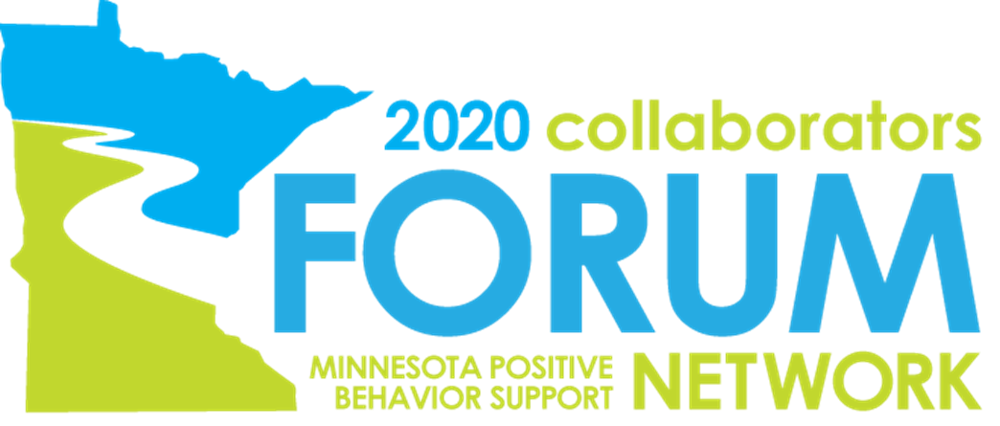 2020 collaborators
FORUM
MINNESOTA POSITIVE
BEHAVIOR SUPPORT NETWORK